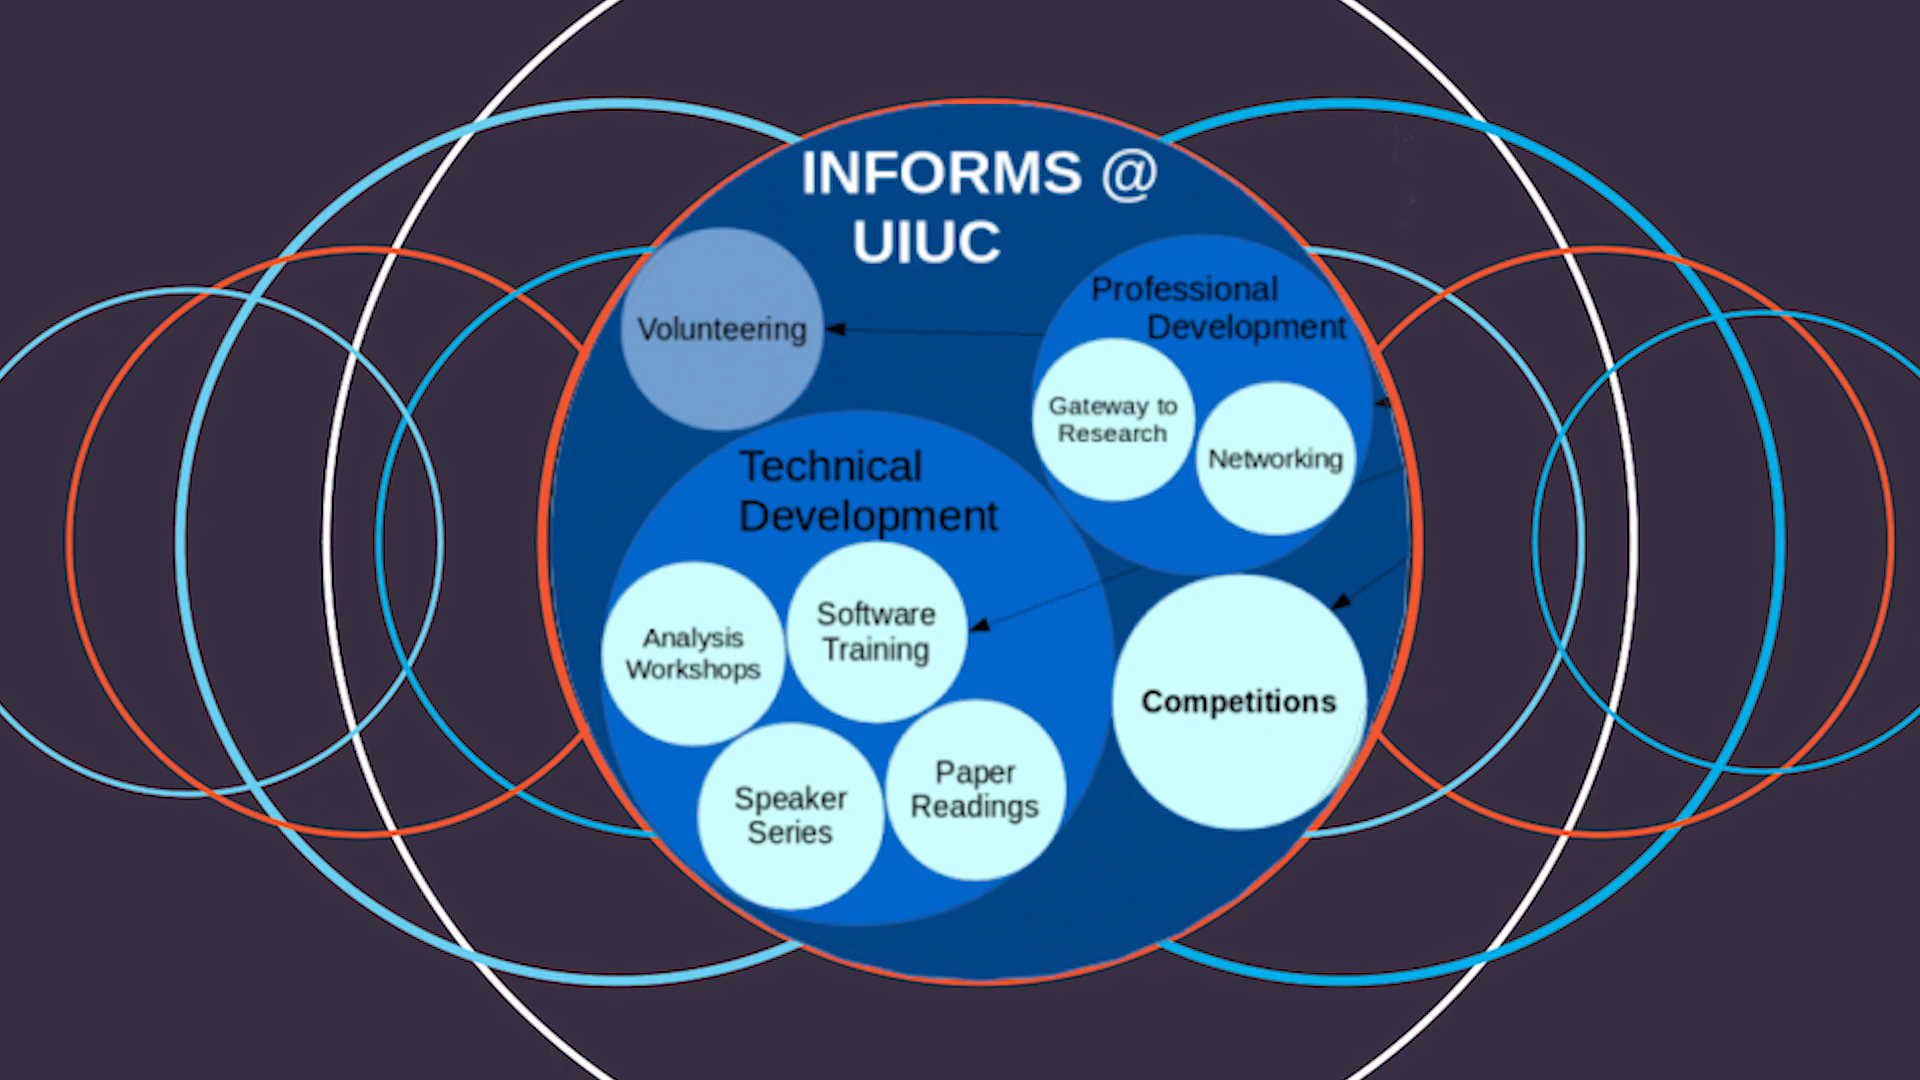 INFORMS @
UIUC
Volunteering
Professional
Development
Gateway to
Research
Networking
Technical
Development
Analysis
Workshops
Software
Training
Speaker
Series
Paper
Readings
Competitions